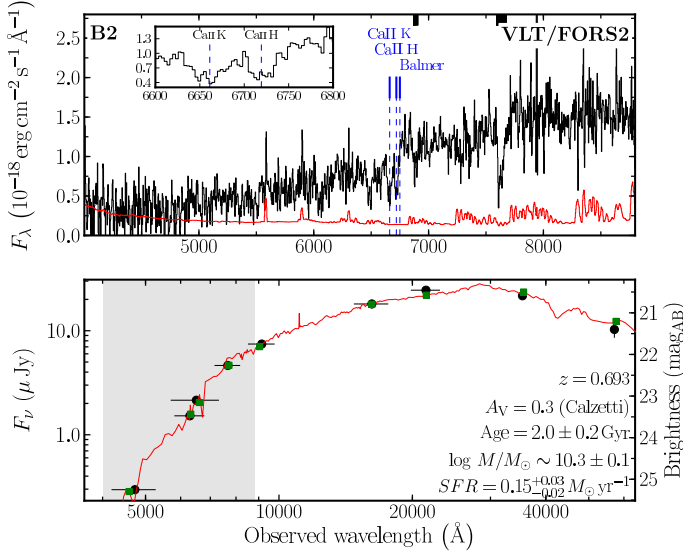 B2
VLT/FORS2
CaII K
CaII H
Balmer
CaII K
CaII H
1.3
1.0
0.7
0.4
6600
6650
6700
6750
6800
2.5
2.0
1.5
1.0
0.5
0.0
F_λ (10⁻¹⁸ erg cm⁻² s⁻¹ Å⁻¹)
5000
6000
7000
8000
10.0
1.0
F_ν (μ Jy)
21
22
23
24
25
Brightness (mag_AB)
z = 0.693
A_V = 0.3 (Calzetti)
Age = 2.0 ± 0.2 Gyr
log M/M_⊙ ∼ 10.3 ± 0.1
SFR = 0.15^{+0.03}_{−0.02} M_⊙ yr⁻¹
5000
10000
20000
40000
Observed wavelength (Å)